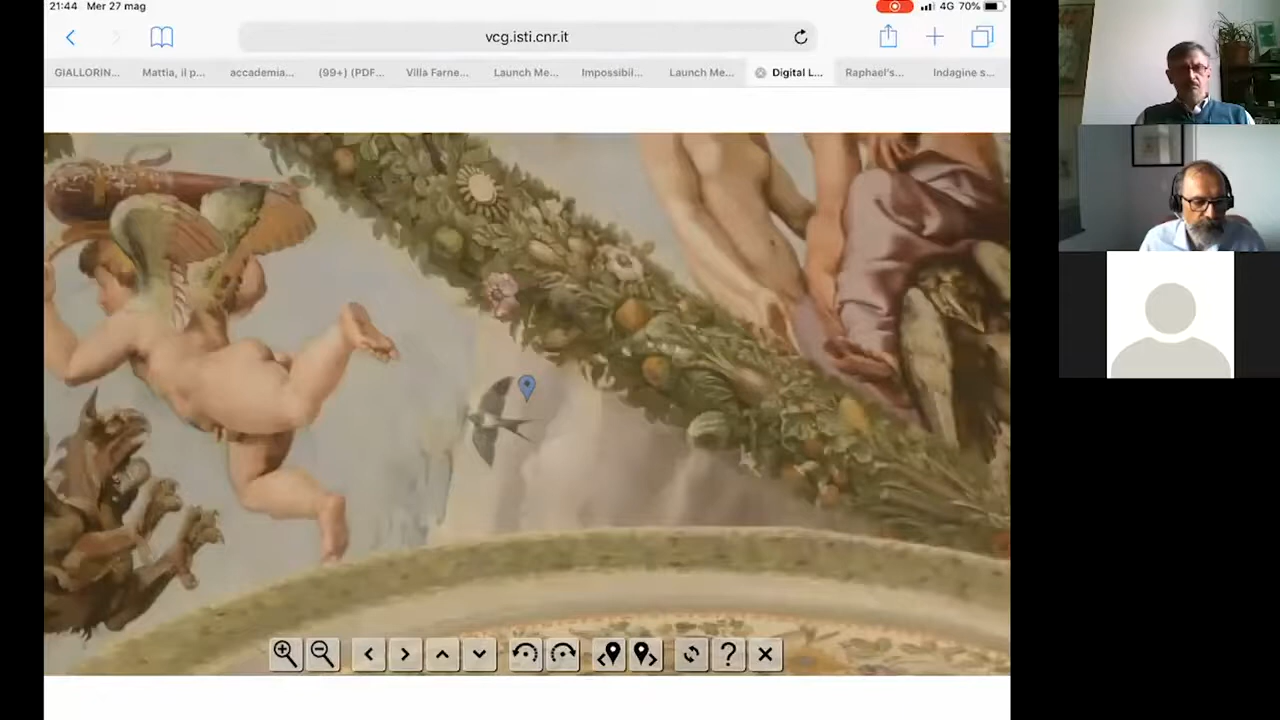 21:44 Mer 27 mag
4G 70%
vcg.isti.cnr.it
GIALLORIN...
Mattia, il p...
accademia...
(99+) (PDF...
Villa Farne...
Launch Me...
Impossibil...
Launch Me...
Digital L...
Raphael's...
Indagine s...
?